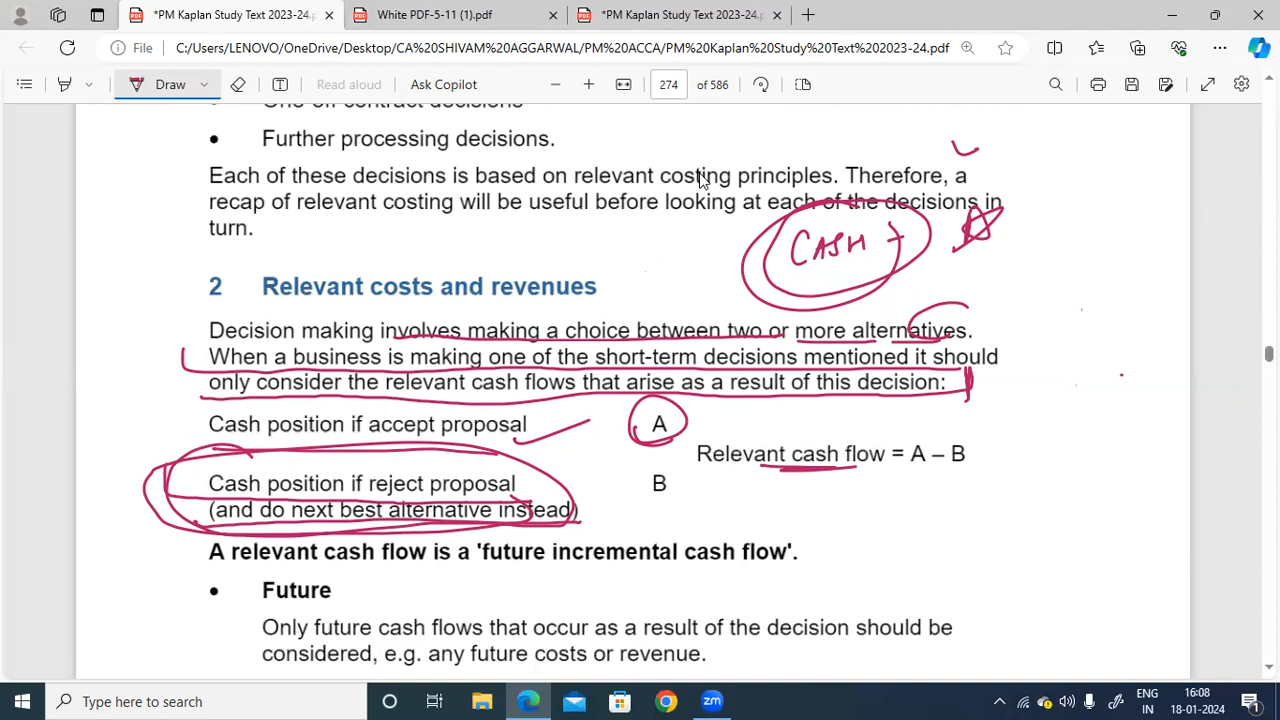 *PM Kaplan Study Text 2023-24.
White PDF-5-11 (1).pdf
*PM Kaplan Study Text 2023-24.
File
C:/Users/LENOVO/OneDrive/Desktop/CA%20SHIVAM%20AGGARWAL/PM%20ACCA/PM%20Kaplan%20Study%20Text%202023-24.pdf
Draw
Read aloud
Ask Copilot
274 of 586
• One-off contract decisions
• Further processing decisions.
Each of these decisions is based on relevant costing principles. Therefore, a
recap of relevant costing will be useful before looking at each of the decisions in
turn.
CASH
2 Relevant costs and revenues
Decision making involves making a choice between two or more alternatives.
When a business is making one of the short-term decisions mentioned it should
only consider the relevant cash flows that arise as a result of this decision:
Cash position if accept proposal A
Relevant cash flow = A – B
Cash position if reject proposal B
(and do next best alternative instead)
A relevant cash flow is a 'future incremental cash flow'.
• Future
Only future cash flows that occur as a result of the decision should be
considered, e.g. any future costs or revenue.
Type here to search
zm
ENG
IN
16:08
18-01-2024
1